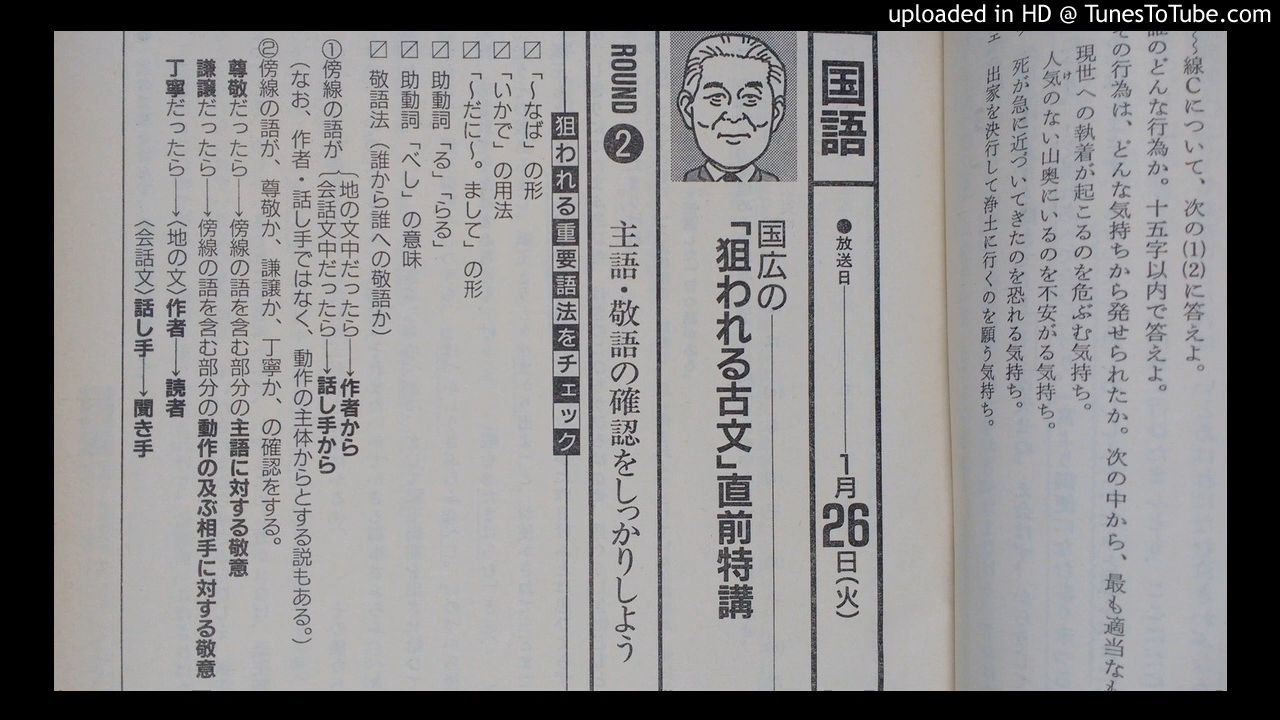 uploaded in HD @ TunesToTube.com
線Cについて、次の(1)(2)に答えよ。
のどんな行為か。十五字以内で答えよ。
その行為は、どんな気持ちから発せられたか。次の中から、最も適当なも
現世への執着が起こるのを危ぶむ気持ち。
人気のない山奥にいるのを不安がる気持ち。
け
死が急に近づいてきたのを恐れる気持ち。
出家を決行して浄土に行くのを願う気持ち。
国語
●放送日
1月26日(火)
国広の
「狙われる古文」直前特講
ROUND 2
主語・敬語の確認をしっかりしよう
狙われる重要語法をチェック
☑「〜なば」の形
☑「いかで」の用法
☑「〜だに〜。まして」の形
☑助動詞「る」「らる」
☑助動詞「べし」の意味
☑敬語法(誰から誰への敬語か)
①傍線の語が
地の文中だったら→作者から
会話文中だったら→話し手から
(なお、作者・話し手ではなく、動作の主体からとする説もある。)
②傍線の語が、尊敬か、謙譲か、丁寧か、の確認をする。
尊敬だったら→傍線の語を含む部分の主語に対する敬意
謙譲だったら→傍線の語を含む部分の動作の及ぶ相手に対する敬意
丁寧だったら→〈地の文〉作者→読者
〈会話文〉話し手→聞き手